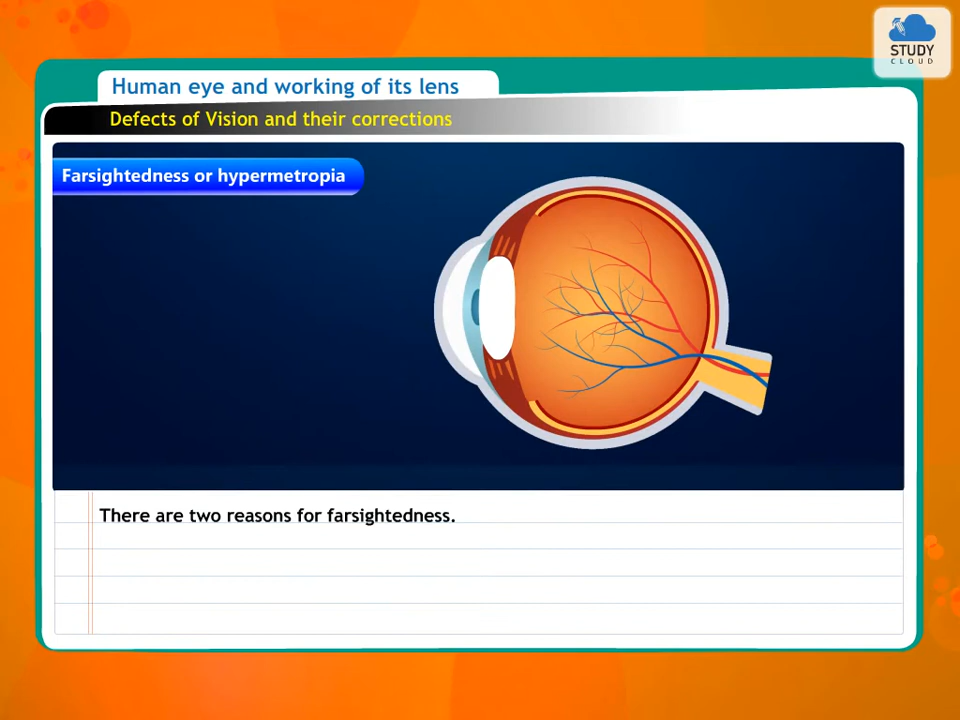 STUDY
CLOUD
Human eye and working of its lens
Defects of Vision and their corrections
Farsightedness or hypermetropia
There are two reasons for farsightedness.